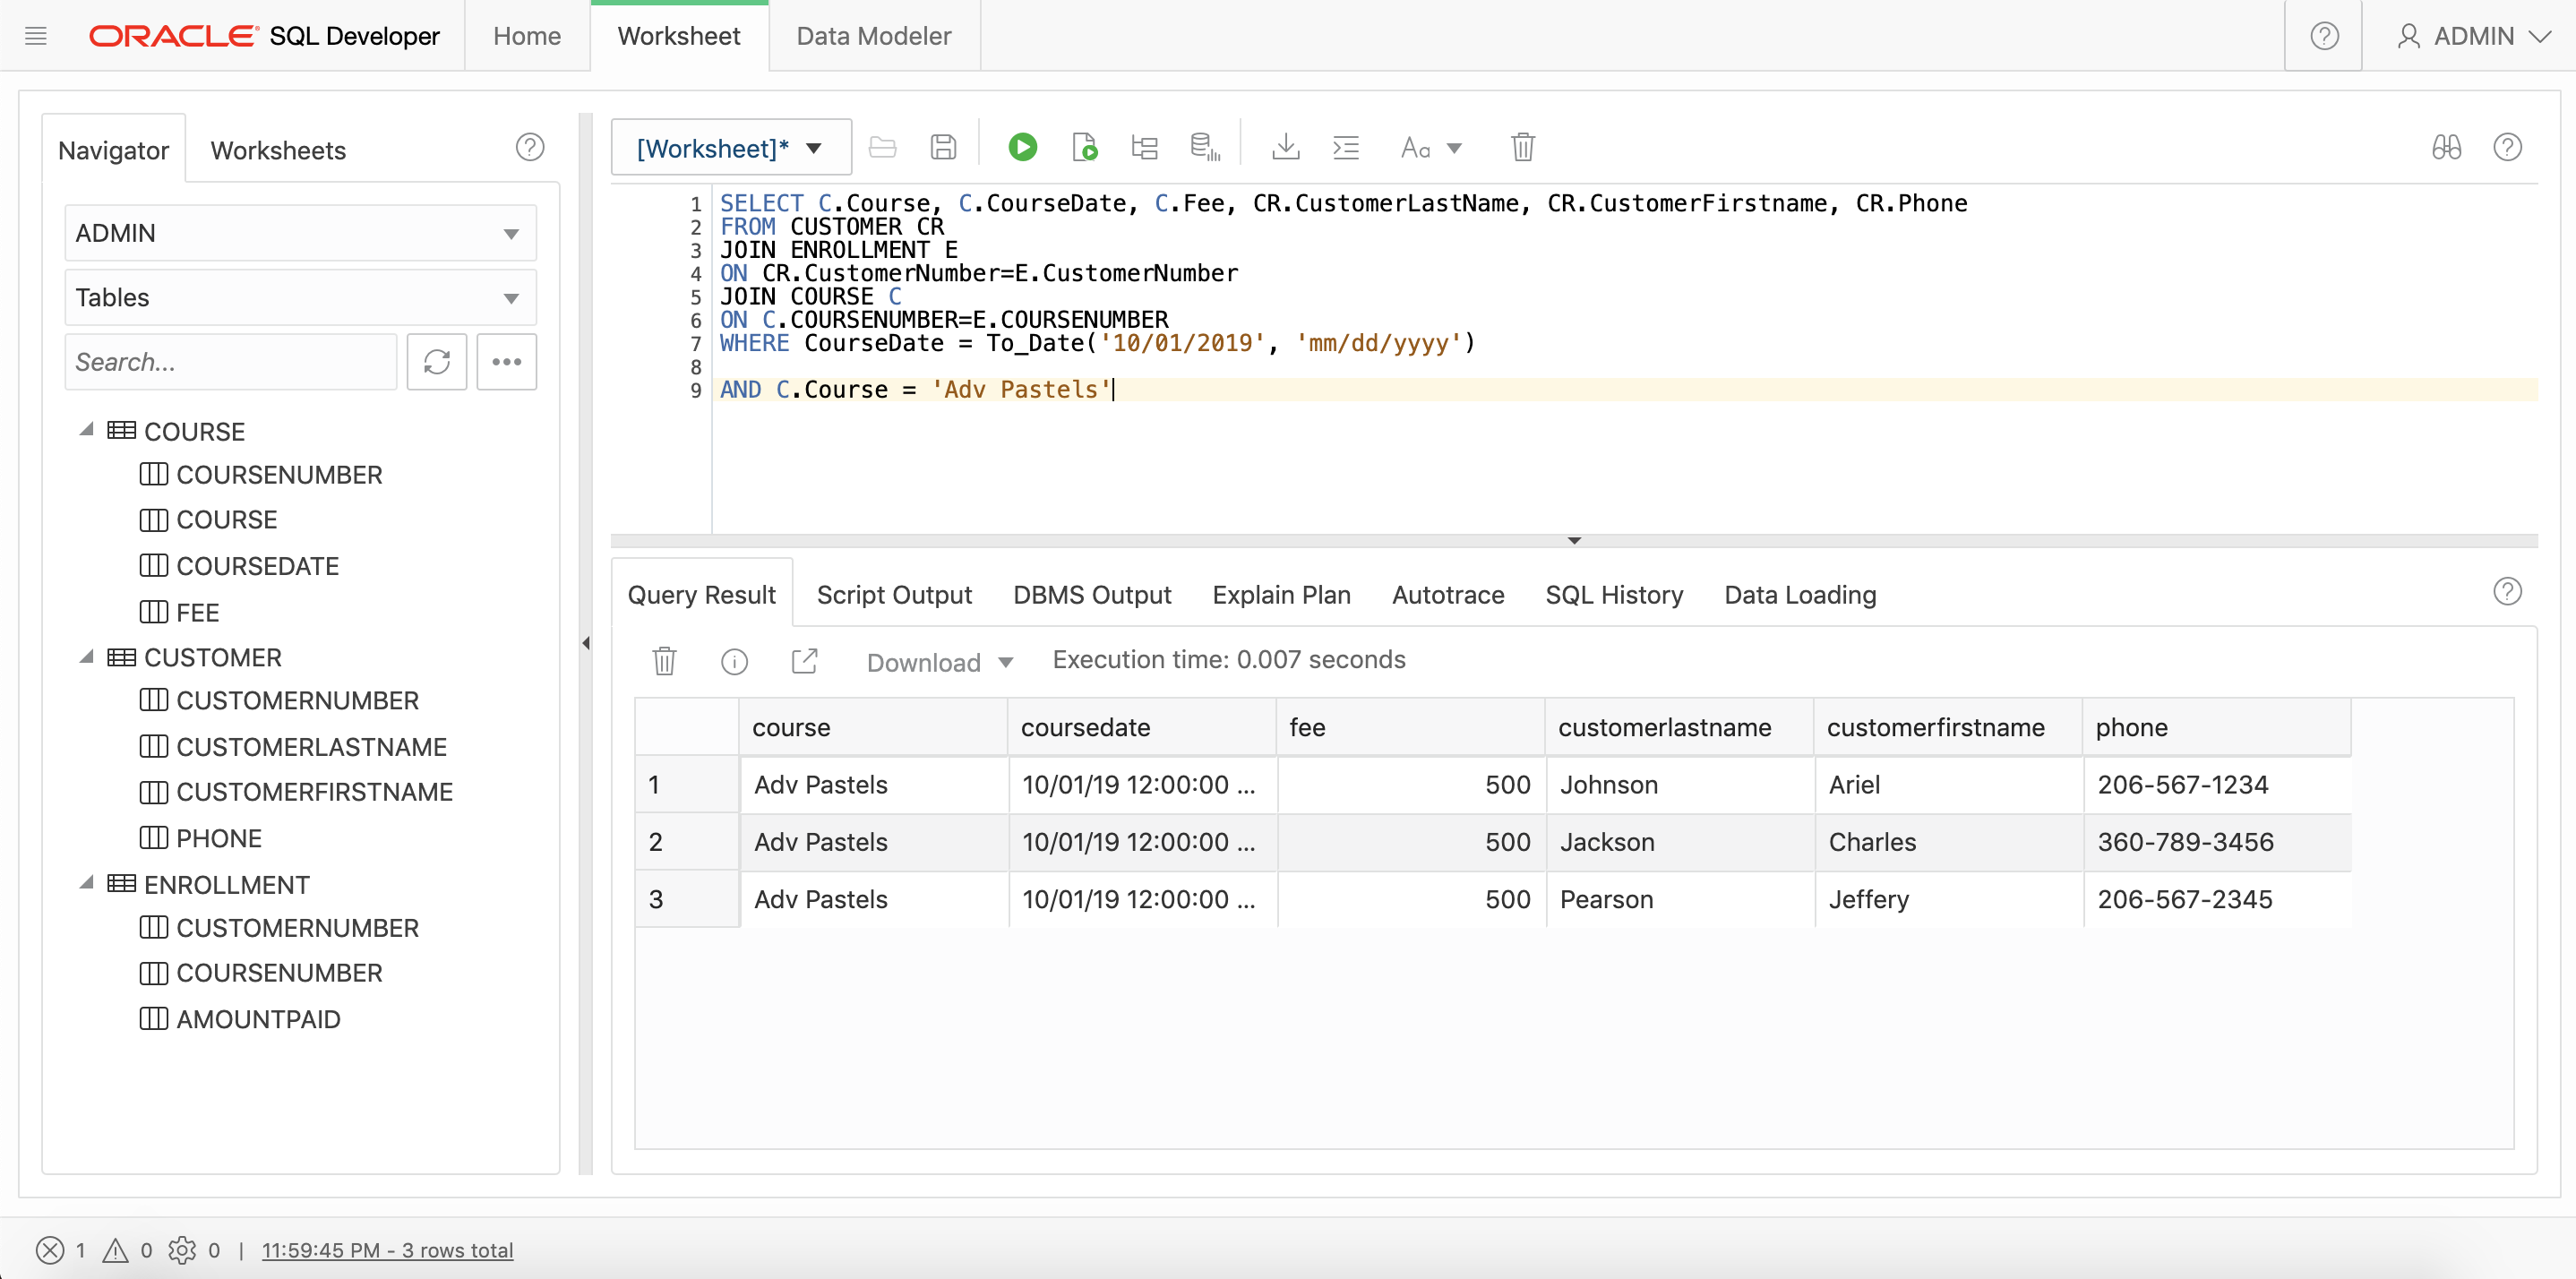 ORACLE SQL Developer
Home
Worksheet
Data Modeler
ADMIN
Navigator
Worksheets
ADMIN
Tables
Search...
COURSE
COURSENUMBER
COURSE
COURSEDATE
FEE
CUSTOMER
CUSTOMERNUMBER
CUSTOMERLASTNAME
CUSTOMERFIRSTNAME
PHONE
ENROLLMENT
CUSTOMERNUMBER
COURSENUMBER
AMOUNTPAID
[Worksheet]*
Aa
1 SELECT C.Course, C.CourseDate, C.Fee, CR.CustomerLastName, CR.CustomerFirstname, CR.Phone
2 FROM CUSTOMER CR
3 JOIN ENROLLMENT E
4 ON CR.CustomerNumber=E.CustomerNumber
5 JOIN COURSE C
6 ON C.COURSENUMBER=E.COURSENUMBER
7 WHERE CourseDate = To_Date('10/01/2019', 'mm/dd/yyyy')
8
9 AND C.Course = 'Adv Pastels'
Query Result
Script Output
DBMS Output
Explain Plan
Autotrace
SQL History
Data Loading
Download
Execution time: 0.007 seconds
course coursedate fee customerlastname customerfirstname phone
1 Adv Pastels 10/01/19 12:00:00 ... 500 Johnson Ariel 206-567-1234
2 Adv Pastels 10/01/19 12:00:00 ... 500 Jackson Charles 360-789-3456
3 Adv Pastels 10/01/19 12:00:00 ... 500 Pearson Jeffery 206-567-2345
1 0 0 | 11:59:45 PM - 3 rows total